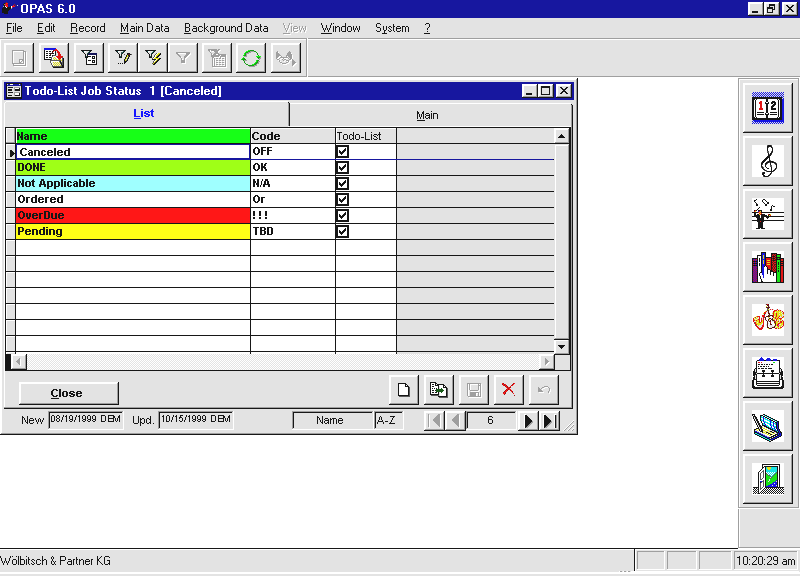 OPAS 6.0
File Edit Record Main Data Background Data View Window System ?
Todo-List Job Status 1 [Canceled]
List Main
Name Code Todo-List
Canceled OFF
DONE OK
Not Applicable N/A
Ordered Or
OverDue !!!
Pending TBD
Close
New 08/19/1999 DEM Upd. 10/15/1999 DEM Name A-Z 6
Wölbitsch & Partner KG 10:20:29 am